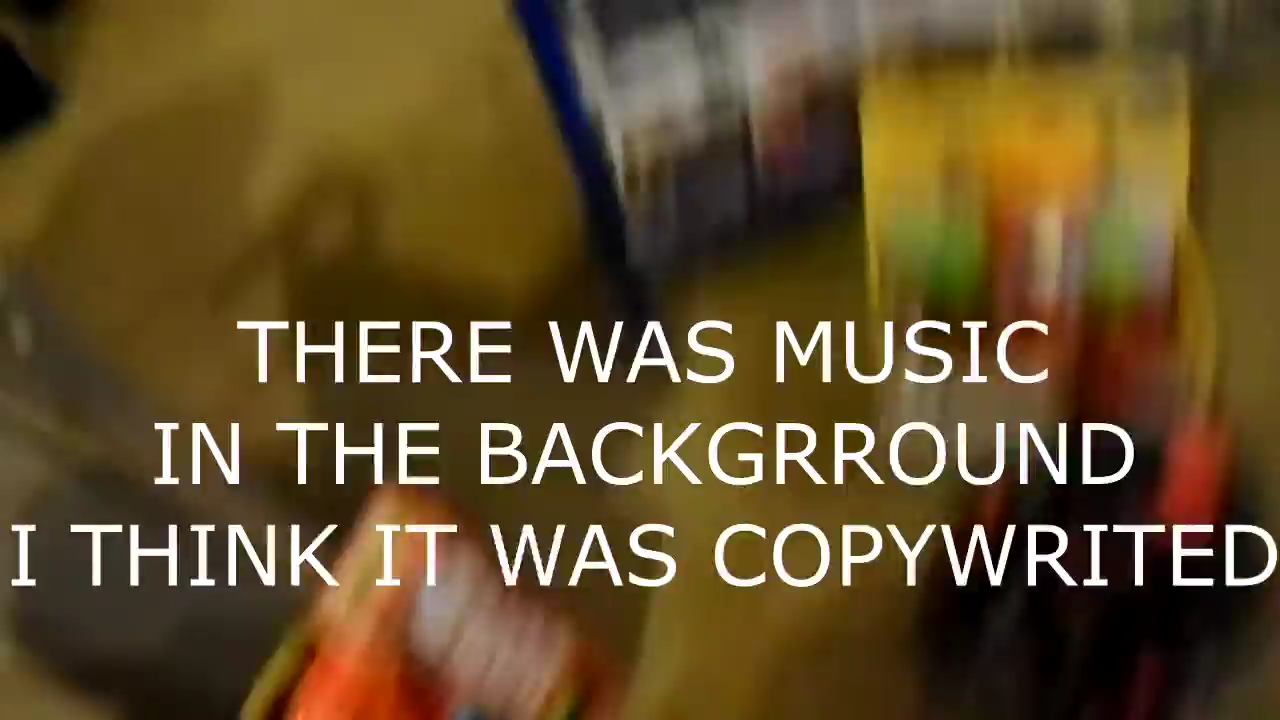 THERE WAS MUSIC
IN THE BACKGRROUND
I THINK IT WAS COPYWRITED